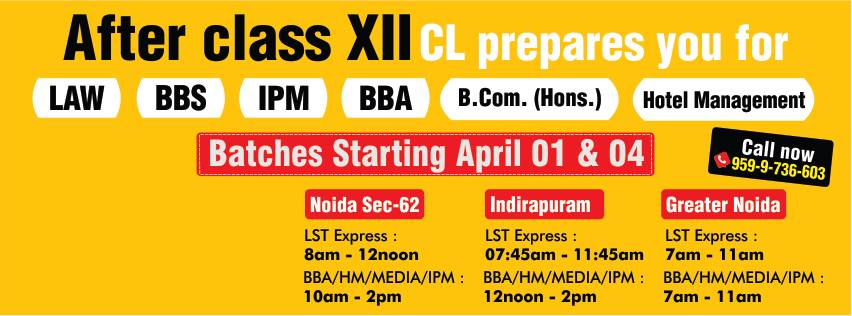 After class XII CL prepares you for
LAW BBS IPM BBA B.Com. (Hons.) Hotel Management
Batches Starting April 01 & 04
Call now
959-9-736-603
Noida Sec-62
LST Express :
8am - 12noon
BBA/HM/MEDIA/IPM :
10am - 2pm
Indirapuram
LST Express :
07:45am - 11:45am
BBA/HM/MEDIA/IPM :
12noon - 2pm
Greater Noida
LST Express :
7am - 11am
BBA/HM/MEDIA/IPM :
7am - 11am